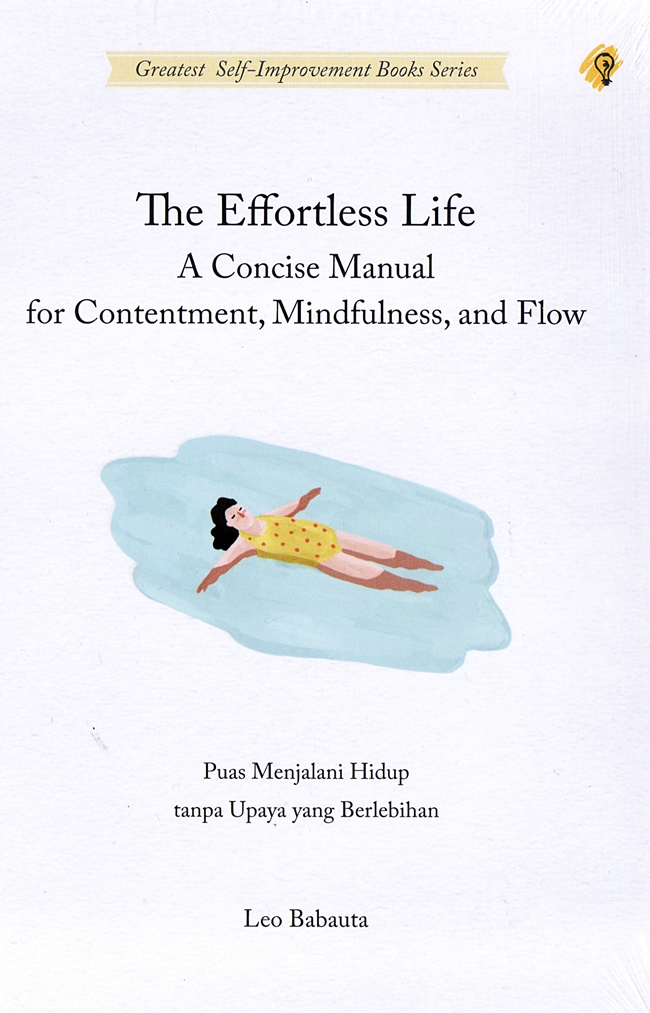 Greatest Self-Improvement Books Series
The Effortless Life
A Concise Manual
for Contentment, Mindfulness, and Flow
Puas Menjalani Hidup
tanpa Upaya yang Berlebihan
Leo Babauta